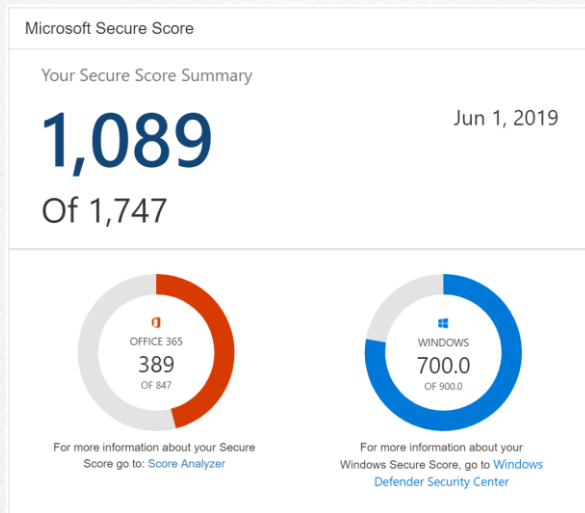 Microsoft Secure Score
Your Secure Score Summary
1,089
Jun 1, 2019
Of 1,747
OFFICE 365
389
OF 847
For more information about your Secure
Score go to: Score Analyzer
WINDOWS
700.0
OF 900.0
For more information about your
Windows Secure Score, go to Windows
Defender Security Center